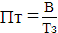 Пт = В/Тз